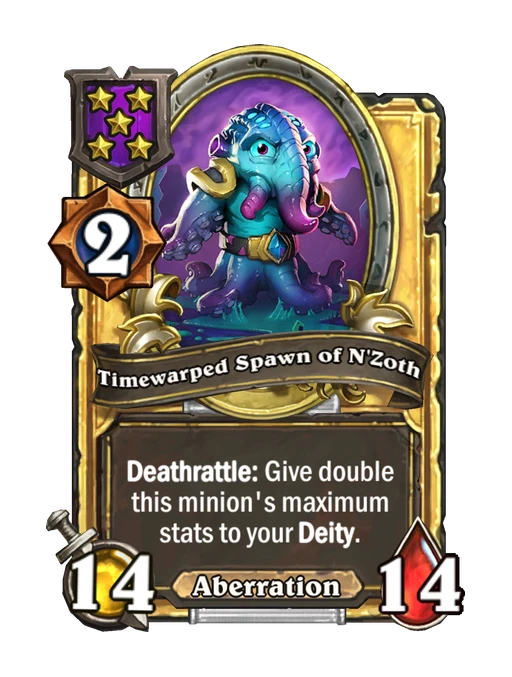 2
Timewarped Spawn of N'Zoth
Deathrattle: Give double
this minion's maximum
stats to your Deity.
14 Aberration 14